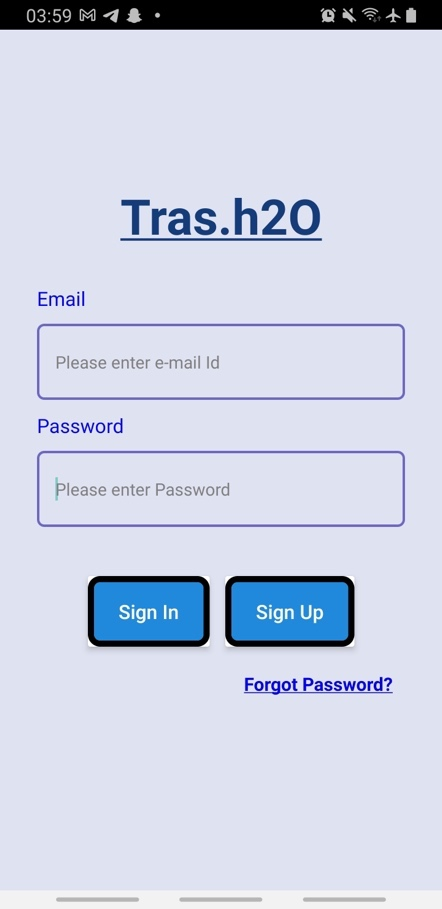 03:59
Tras.h2O
Email
Please enter e-mail Id
Password
Please enter Password
Sign In Sign Up
Forgot Password?